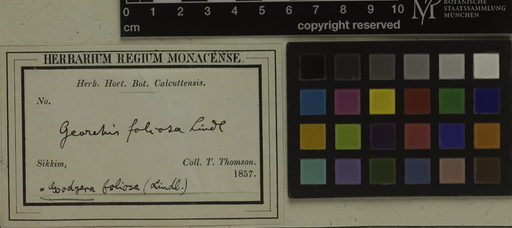 0 1 2 3 4 5 6 7 8 9 10
cm
copyright reserved
BOTANISCHE
STAATSSAMMLUNG
MÜNCHEN
HERBARIUM REGIUM MONACENSE.
Herb. Hort. Bot. Calcuttensis.
No.
foliosa Lindl
Sikkim, Coll. T. Thomson.
1857.
= Goodyera foliosa (Lindl.)